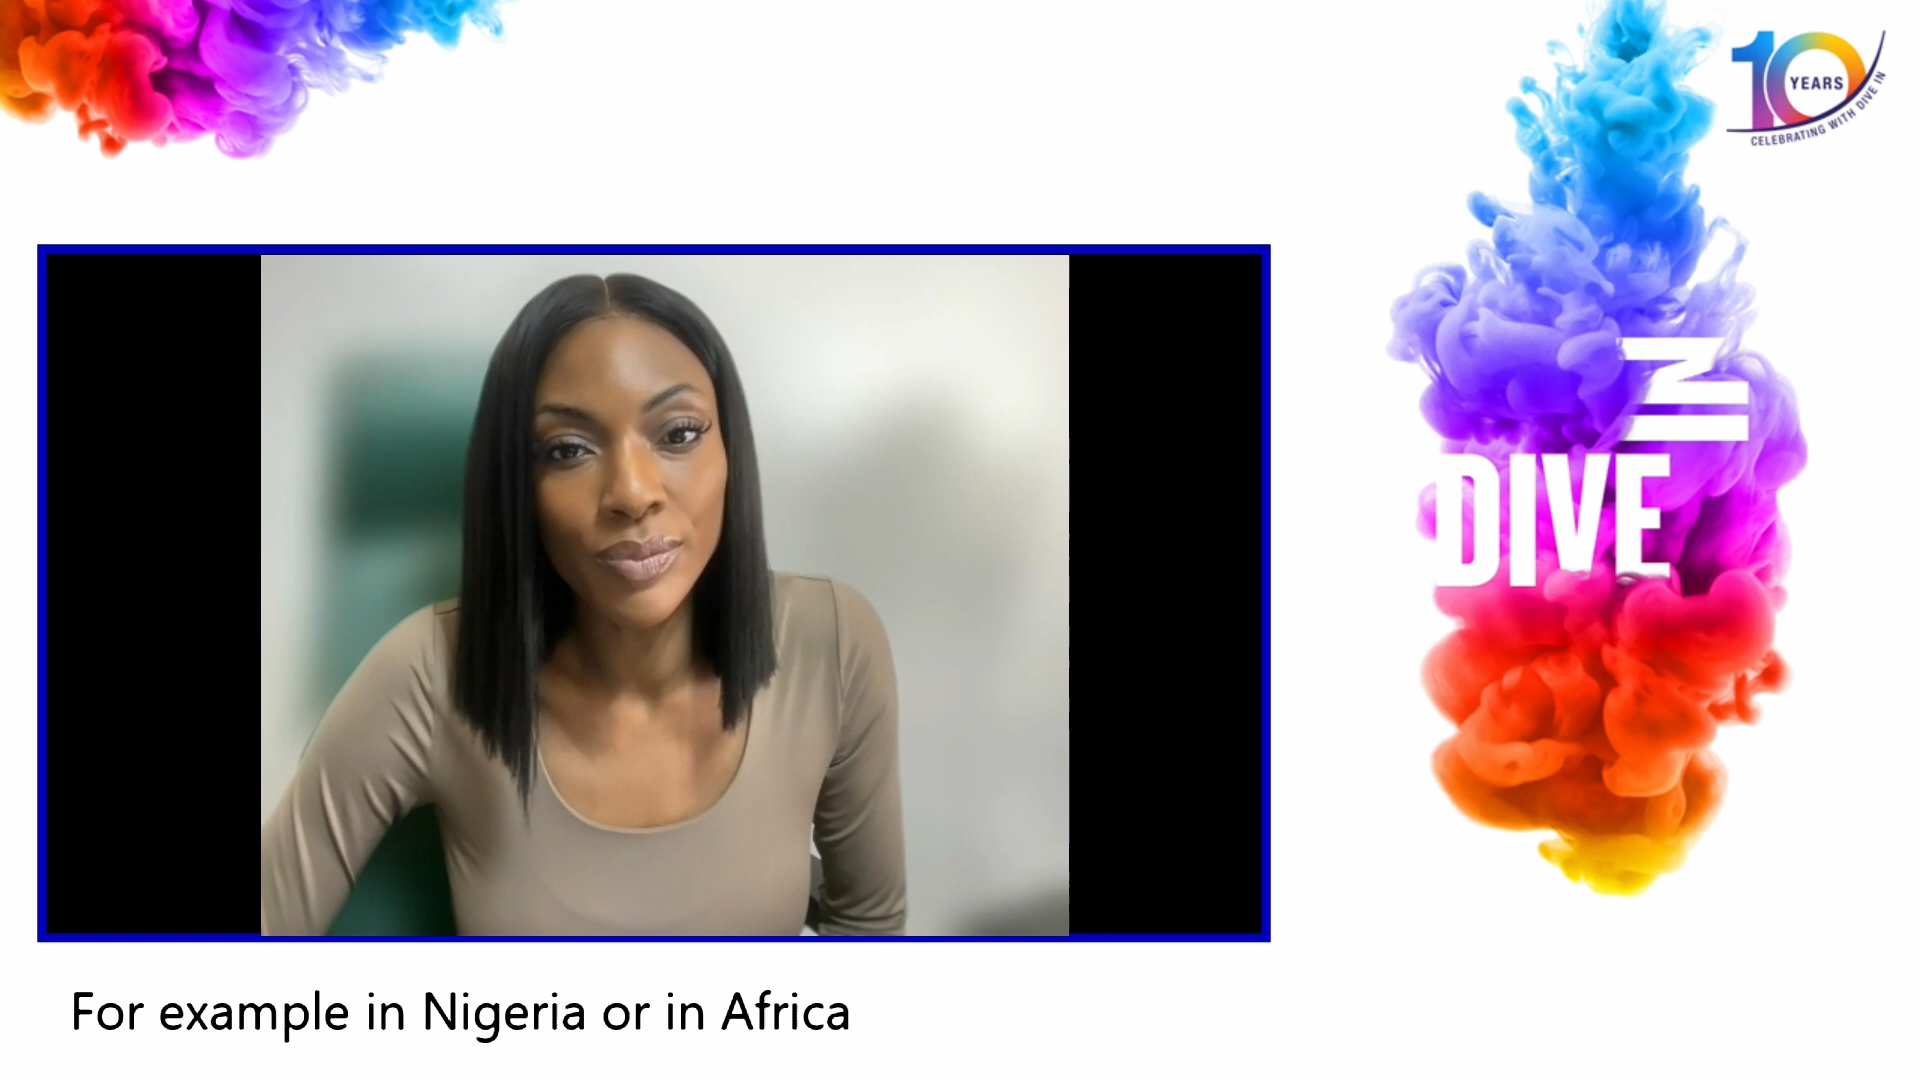 10
YEARS
CELEBRATING WITH DIVE IN
DIVE
IN
For example in Nigeria or in Africa